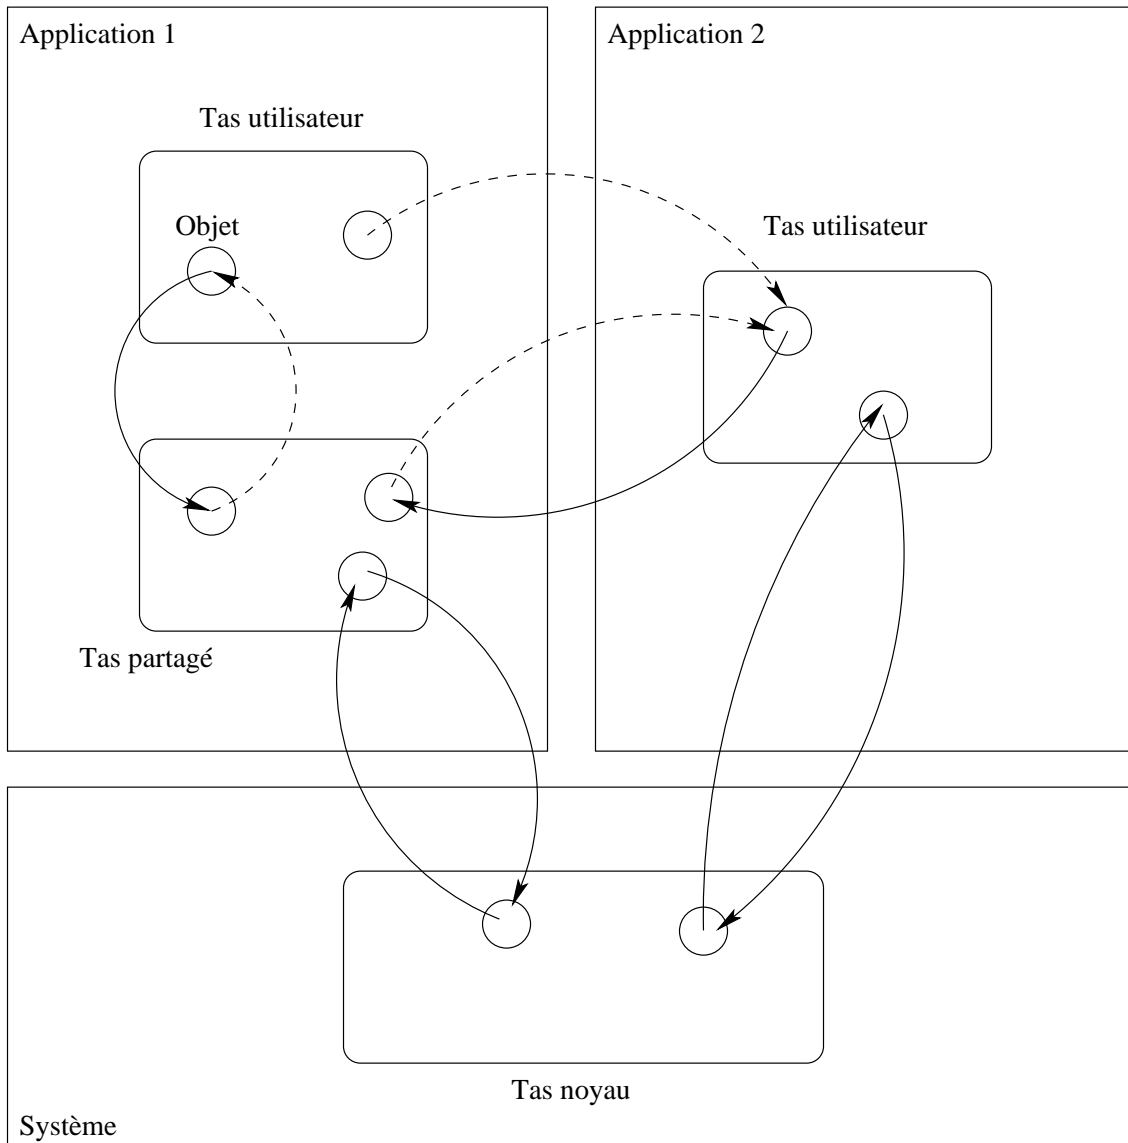 Application 1
Application 2
Tas utilisateur
Objet
Tas utilisateur
Tas partagé
Tas noyau
Système